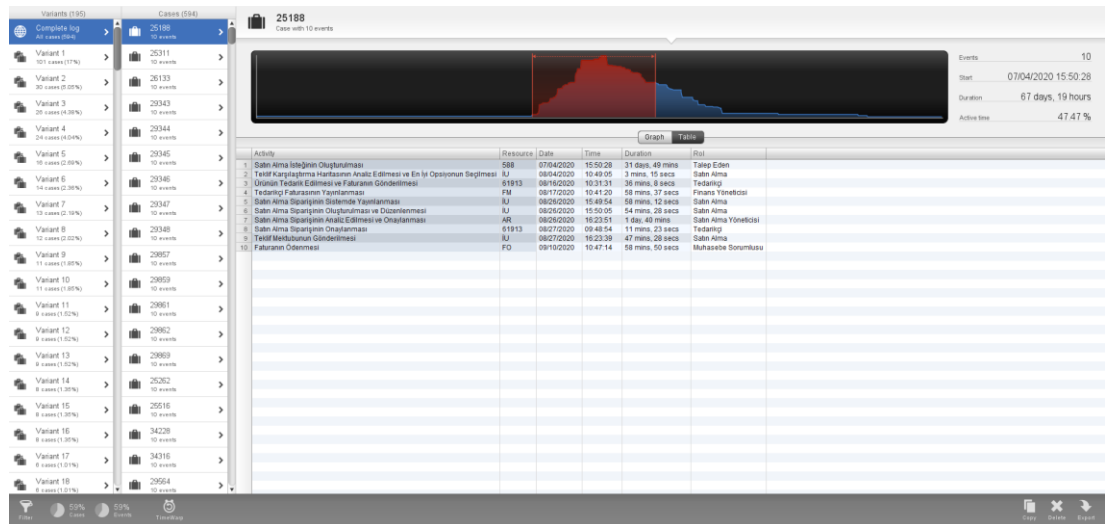 Variants (195)
Complete log
All cases (594)
Variant 1
101 cases (17%)
Variant 2
30 cases (5.05%)
Variant 3
26 cases (4.38%)
Variant 4
24 cases (4.04%)
Variant 5
16 cases (2.69%)
Variant 6
14 cases (2.36%)
Variant 7
13 cases (2.19%)
Variant 8
12 cases (2.02%)
Variant 9
11 cases (1.85%)
Variant 10
11 cases (1.85%)
Variant 11
9 cases (1.52%)
Variant 12
9 cases (1.52%)
Variant 13
9 cases (1.52%)
Variant 14
8 cases (1.35%)
Variant 15
8 cases (1.35%)
Variant 16
8 cases (1.35%)
Variant 17
6 cases (1.01%)
Variant 18
6 cases (1.01%)
Cases (594)
25188
10 events
25311
10 events
26133
10 events
29343
10 events
29344
10 events
29345
10 events
29346
10 events
29347
10 events
29348
10 events
29857
10 events
29859
10 events
29861
10 events
29862
10 events
29869
10 events
25262
10 events
25516
10 events
34228
10 events
34316
10 events
29564
10 events
25188
Case with 10 events
Events 10
Start 07/04/2020 15:50:28
Duration 67 days, 19 hours
Active time 47.47 %
Graph Table
Activity Resource Date Time Duration Rol
1 Satın Alma İsteğinin Oluşturulması 588 07/04/2020 15:50:28 31 days, 49 mins Talep Eden
2 Teklif Karşılaştırma Haritasının Analiz Edilmesi ve En İyi Opsiyonun Seçilmesi İU 08/04/2020 10:49:05 3 mins, 15 secs Satın Alma
3 Ürünün Tedarik Edilmesi ve Faturanın Gönderilmesi 61913 08/16/2020 10:31:31 36 mins, 8 secs Tedarikçi
4 Tedarikçi Faturasının Yayınlanması FM 08/17/2020 10:41:20 58 mins, 37 secs Finans Yöneticisi
5 Satın Alma Siparişinin Sistemde Yayınlanması İU 08/26/2020 15:49:54 58 mins, 12 secs Satın Alma
6 Satın Alma Siparişinin Oluşturulması ve Düzenlenmesi İU 08/26/2020 15:50:05 54 mins, 28 secs Satın Alma
7 Satın Alma Siparişinin Analiz Edilmesi ve Onaylanması AR 08/26/2020 16:23:51 1 day, 40 mins Satın Alma Yöneticisi
8 Satın Alma Siparişinin Onaylanması 61913 08/27/2020 09:48:54 11 mins, 23 secs Tedarikçi
9 Teklif Mektubunun Gönderilmesi İU 08/27/2020 16:23:39 47 mins, 28 secs Satın Alma
10 Faturanın Ödenmesi FO 09/10/2020 10:47:14 58 mins, 50 secs Muhasebe Sorumlusu
Filter
59% Cases
59% Events
TimeWarp
Copy Delete Export